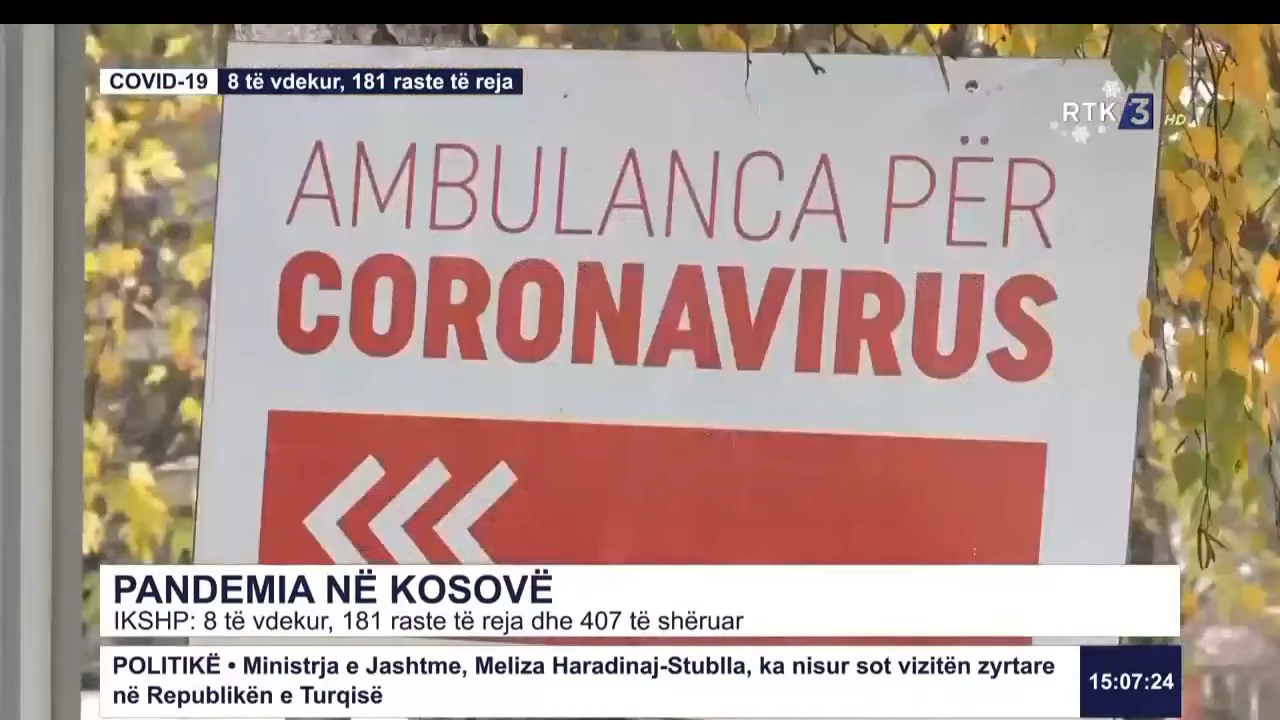 COVID-19 8 të vdekur, 181 raste të reja
RTK 3 HD
AMBULANCA PËR
CORONAVIRUS
PANDEMIA NË KOSOVË
IKSHP: 8 të vdekur, 181 raste të reja dhe 407 të shëruar
POLITIKË • Ministrja e Jashtme, Meliza Haradinaj-Stublla, ka nisur sot vizitën zyrtare
në Republikën e Turqisë
15:07:24